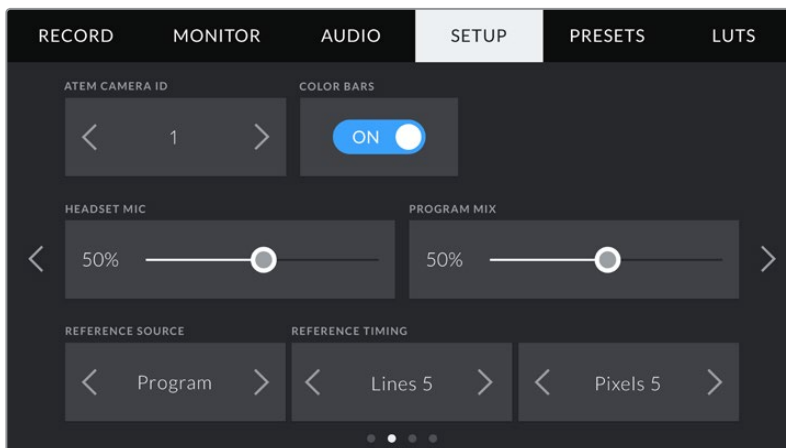 RECORD MONITOR AUDIO SETUP PRESETS LUTS
ATEM CAMERA ID COLOR BARS
1 ON
HEADSET MIC PROGRAM MIX
50% 50%
REFERENCE SOURCE REFERENCE TIMING
Program Lines 5 Pixels 5